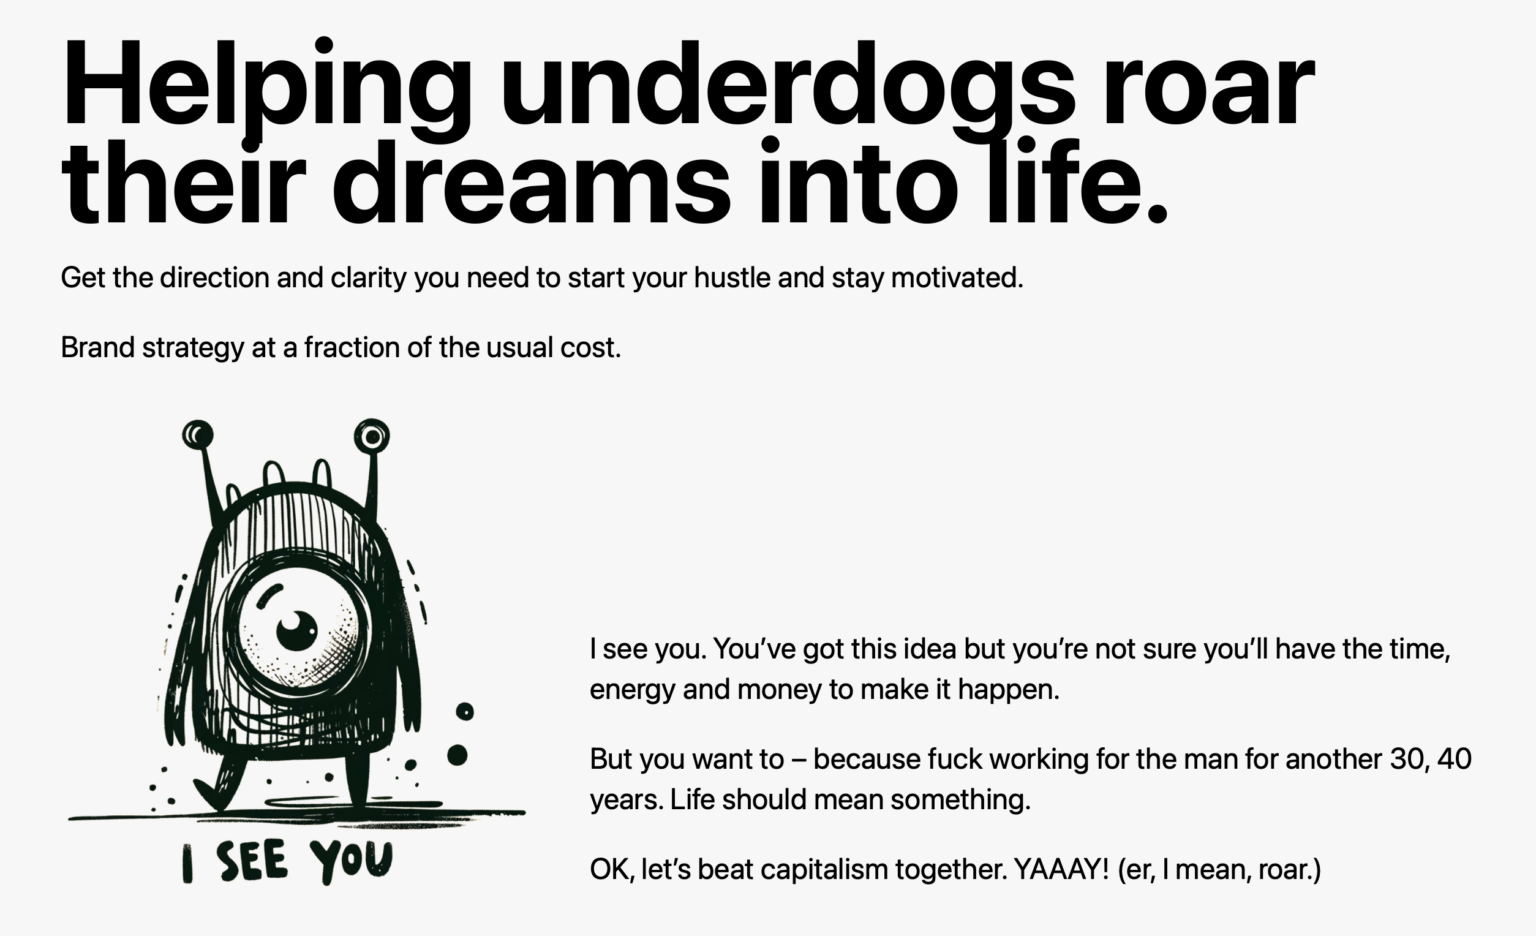 Helping underdogs roar
their dreams into life.
Get the direction and clarity you need to start your hustle and stay motivated.
Brand strategy at a fraction of the usual cost.
I SEE YOU
I see you. You’ve got this idea but you’re not sure you’ll have the time,
energy and money to make it happen.
But you want to – because fuck working for the man for another 30, 40
years. Life should mean something.
OK, let’s beat capitalism together. YAAAY! (er, I mean, roar.)